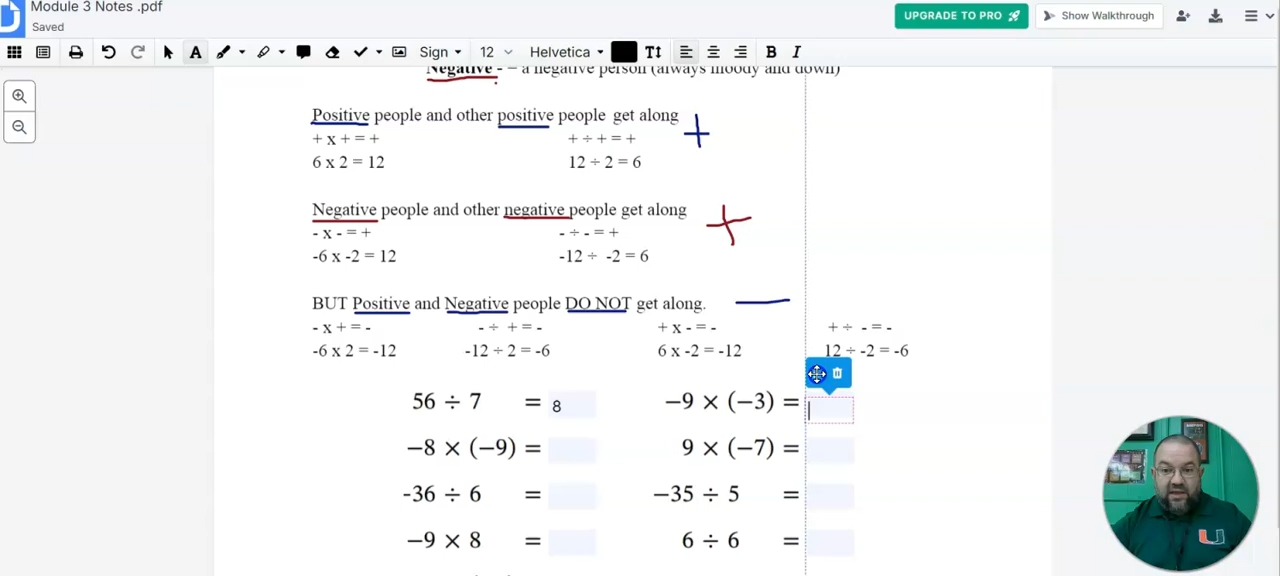 Module 3 Notes .pdf
Saved
UPGRADE TO PRO
Show Walkthrough
Sign
12
Helvetica
B I
Negative - – a negative person (always moody and down)
Positive people and other positive people get along +
+ x + = + + ÷ + = +
6 x 2 = 12 12 ÷ 2 = 6
Negative people and other negative people get along +
- x - = + - ÷ - = +
-6 x -2 = 12 -12 ÷ -2 = 6
BUT Positive and Negative people DO NOT get along. —
- x + = - - ÷ + = - + x - = - + ÷ - = -
-6 x 2 = -12 -12 ÷ 2 = -6 6 x -2 = -12 12 ÷ -2 = -6
56 ÷ 7 = 8 −9 × (−3) =
−8 × (−9) = 9 × (−7) =
-36 ÷ 6 = −35 ÷ 5 =
−9 × 8 = 6 ÷ 6 =
U